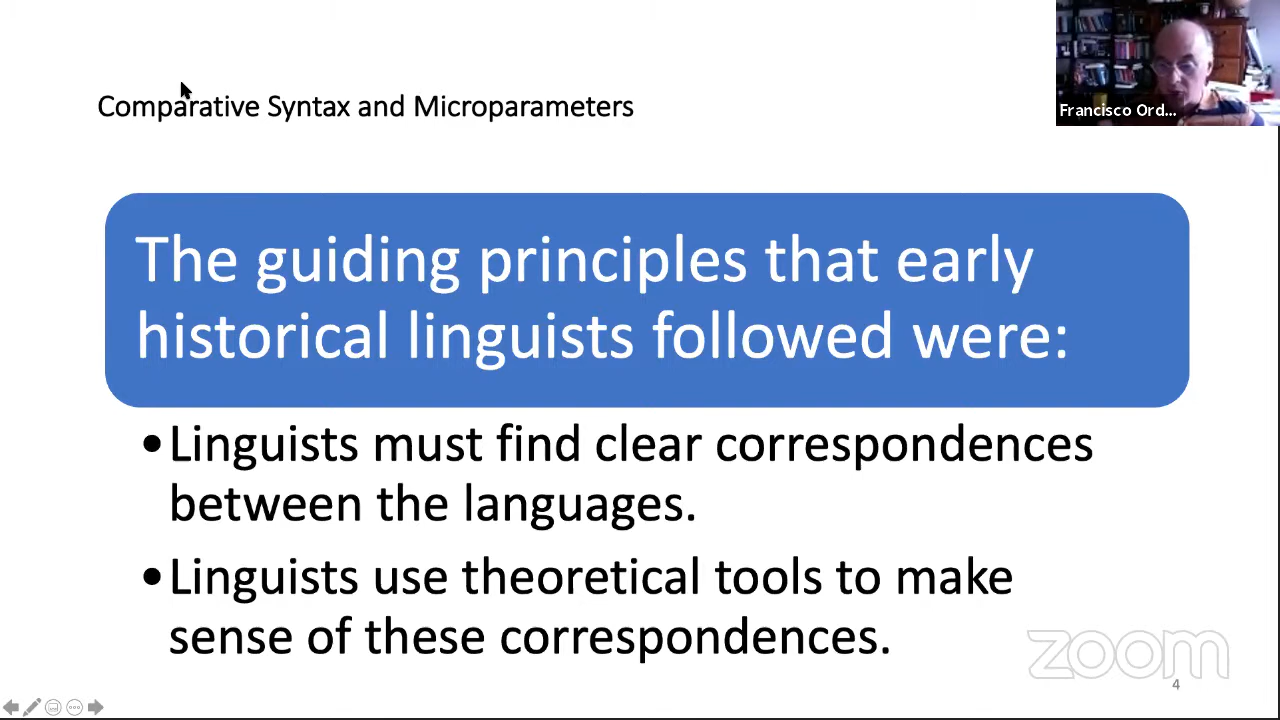 Comparative Syntax and Microparameters
Francisco Ord...
The guiding principles that early
historical linguists followed were:
•Linguists must find clear correspondences
between the languages.
•Linguists use theoretical tools to make
sense of these correspondences.
zoom
4